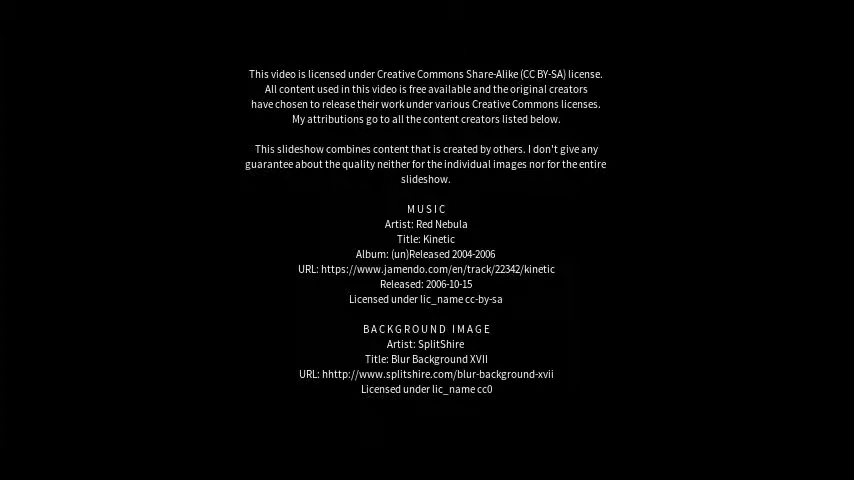 This video is licensed under Creative Commons Share-Alike (CC BY-SA) license.
All content used in this video is free available and the original creators
have chosen to release their work under various Creative Commons licenses.
My attributions go to all the content creators listed below.
This slideshow combines content that is created by others. I don't give any
guarantee about the quality neither for the individual images nor for the entire
slideshow.
MUSIC
Artist: Red Nebula
Title: Kinetic
Album: (un)Released 2004-2006
URL: https://www.jamendo.com/en/track/22342/kinetic
Released: 2006-10-15
Licensed under lic_name cc-by-sa
BACKGROUND IMAGE
Artist: SplitShire
Title: Blur Background XVII
URL: hhttp://www.splitshire.com/blur-background-xvii
Licensed under lic_name cc0